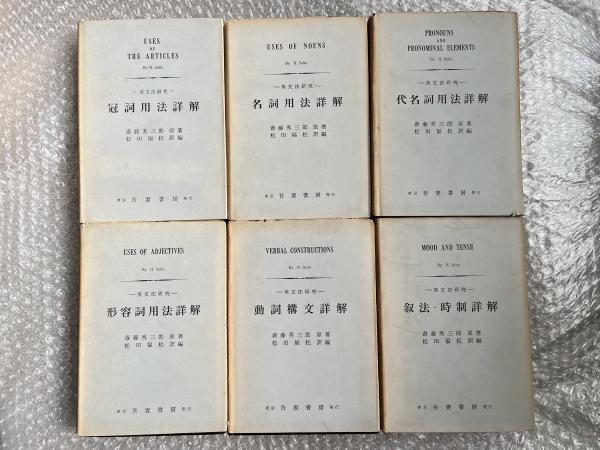 USES
OF
THE ARTICLES
By H. Saito
—英文法研究—
冠詞用法詳解
斎藤秀三郎 原著
松田福松 訳編
東京 吾妻書房 発行
USES OF NOUNS
By H. Saito
—英文法研究—
名詞用法詳解
斎藤秀三郎 原著
松田福松 訳編
東京 吾妻書房 発行
PRONOUNS
AND
PRONOMINAL ELEMENTS
By H. Saito
—英文法研究—
代名詞用法詳解
斎藤秀三郎 原著
松田福松 訳編
東京 吾妻書房 発行
USES OF ADJECTIVES
By H. Saito
—英文法研究—
形容詞用法詳解
斎藤秀三郎 原著
松田福松 訳編
東京 吾妻書房 発行
VERBAL CONSTRUCTIONS
By H. Saito
—英文法研究—
動詞構文詳解
斎藤秀三郎 原著
松田福松 訳編
東京 吾妻書房 発行
MOOD AND TENSE
By H. Saito
—英文法研究—
叙法・時制詳解
斎藤秀三郎 原著
松田福松 訳編
東京 吾妻書房 発行